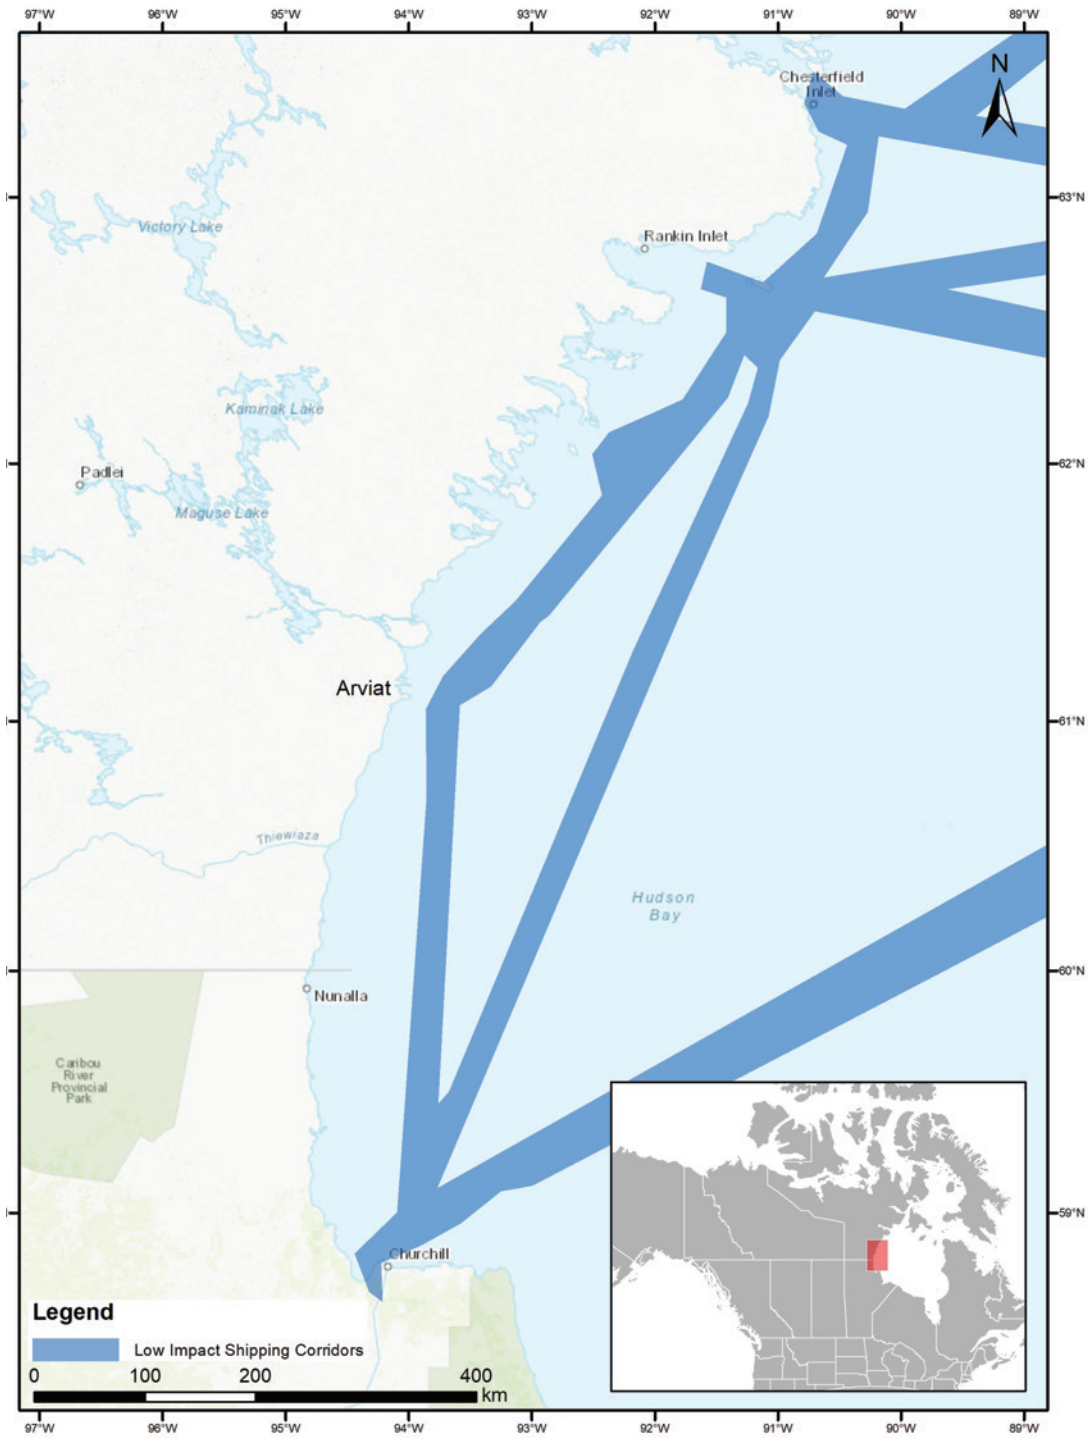 97°W 96°W 95°W 94°W 93°W 92°W 91°W 90°W 89°W
N
Chesterfield
Inlet
63°N
Victory Lake
Rankin Inlet
Kaminak Lake
62°N
Padlei
Maguse Lake
Arviat
61°N
Thlewiaza
Hudson
Bay
60°N
Nunalla
Caribou
River
Provincial
Park
59°N
Churchill
Legend
Low Impact Shipping Corridors
0 100 200 400
km
97°W 96°W 95°W 94°W 93°W 92°W 91°W 90°W 89°W